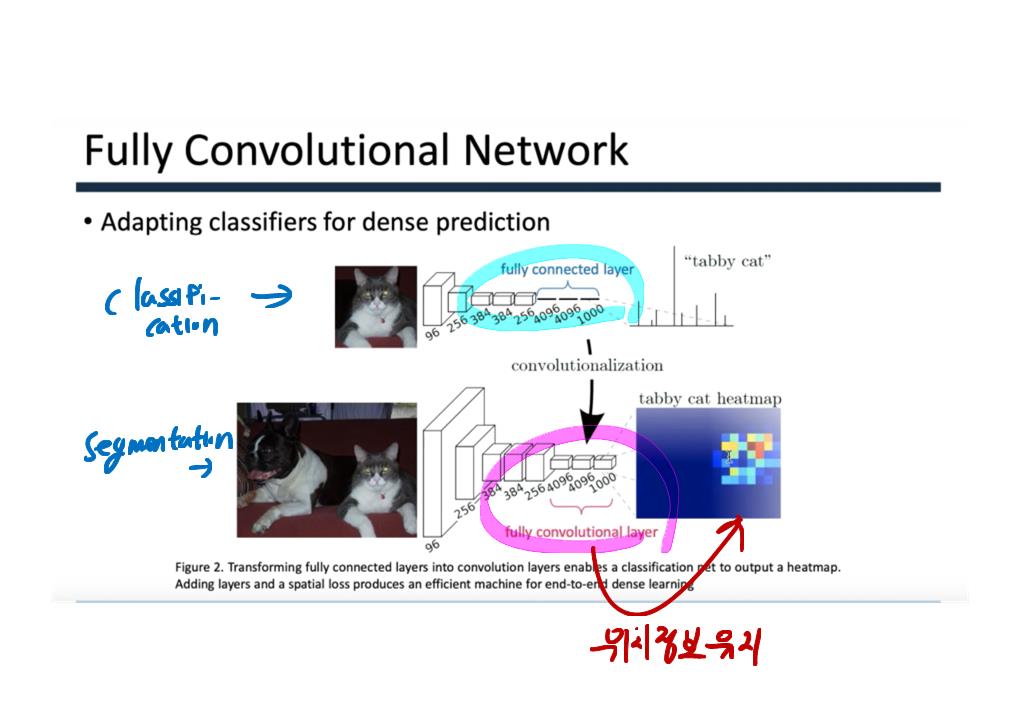 Fully Convolutional Network
• Adapting classifiers for dense prediction
Classifi-
cation →
fully connected layer
"tabby cat"
96 256 384 384 256 4096 4096 1000
convolutionalization
tabby cat heatmap
Segmentation
→
96 256 384 384 256 4096 4096 1000
fully convolutional layer
Figure 2. Transforming fully connected layers into convolution layers enables a classification net to output a heatmap.
Adding layers and a spatial loss produces an efficient machine for end-to-end dense learning
위치정보유지